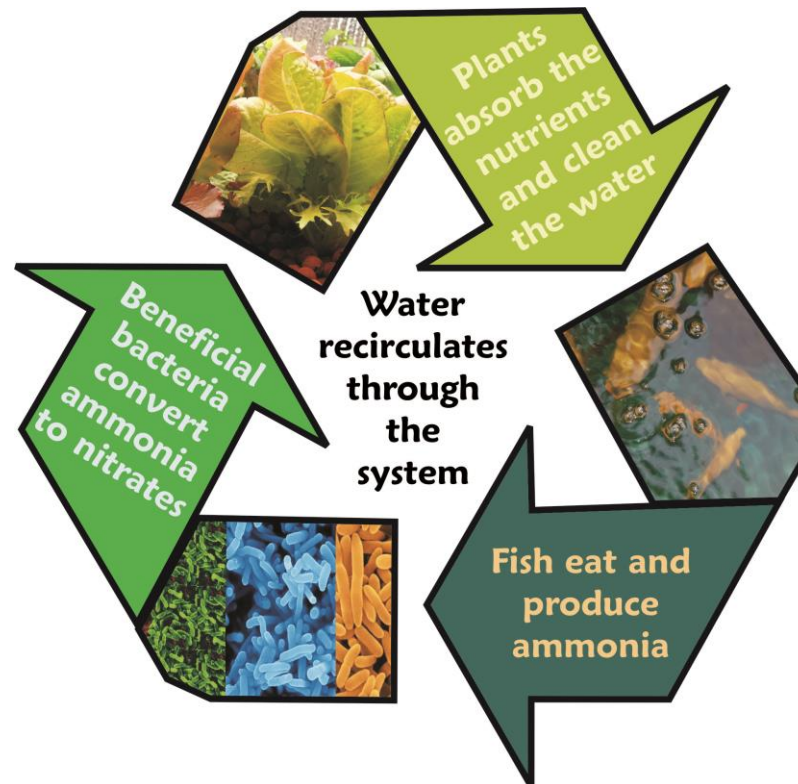 Plants
absorb the
nutrients
and clean
the water
Beneficial
bacteria
convert
ammonia
to nitrates
Water
recirculates
through
the
system
Fish eat and
produce
ammonia